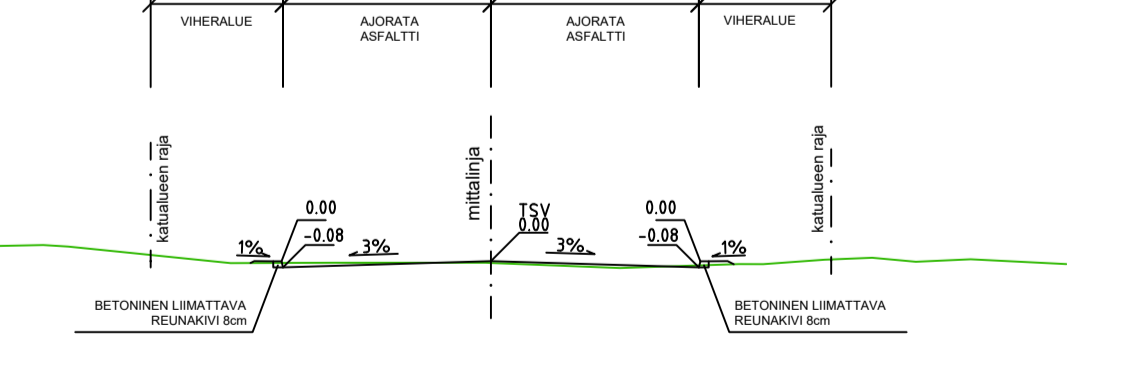 VIHERALUE
AJORATA
ASFALTTI
AJORATA
ASFALTTI
VIHERALUE
katualueen raja
mittalinja
katualueen raja
0.00
-0.08
1%
3%
TSV
0.00
3%
0.00
-0.08
1%
BETONINEN LIIMATTAVA
REUNAKIVI 8cm
BETONINEN LIIMATTAVA
REUNAKIVI 8cm